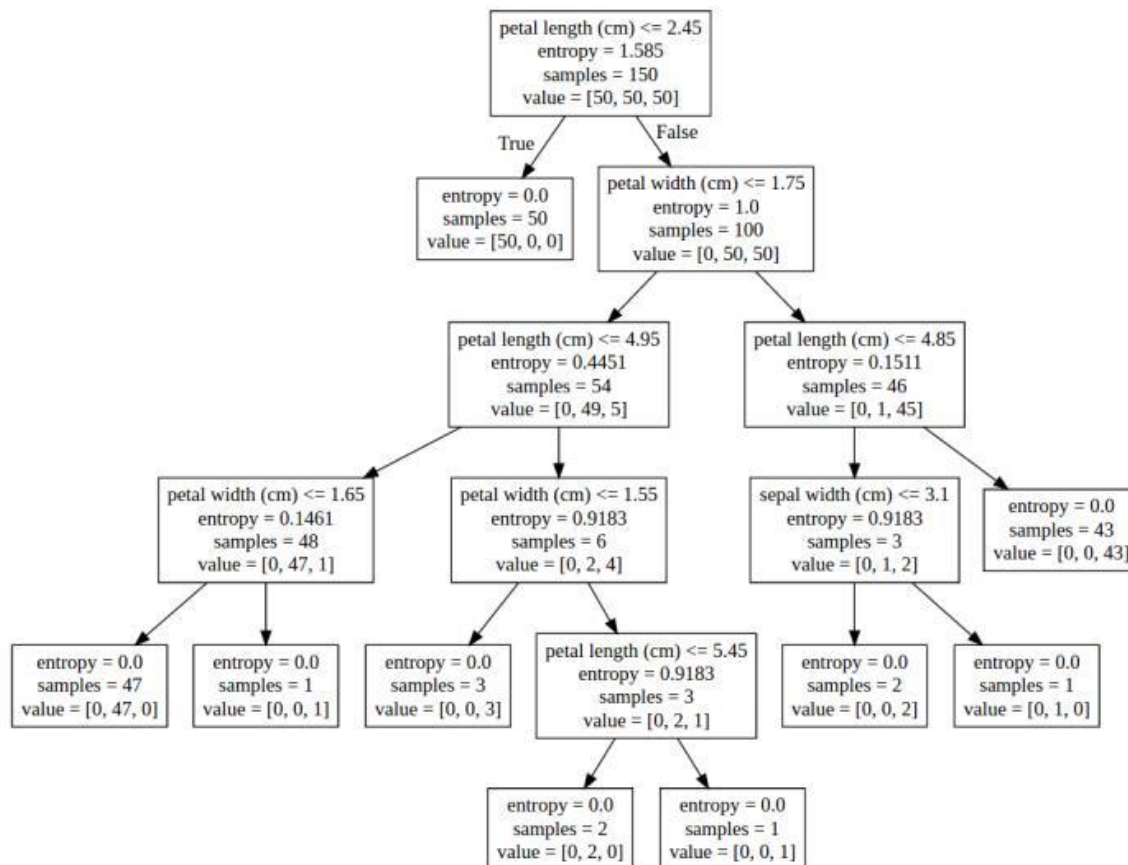 petal length (cm) <= 2.45
entropy = 1.585
samples = 150
value = [50, 50, 50]
True
False
entropy = 0.0
samples = 50
value = [50, 0, 0]
petal width (cm) <= 1.75
entropy = 1.0
samples = 100
value = [0, 50, 50]
petal length (cm) <= 4.95
entropy = 0.4451
samples = 54
value = [0, 49, 5]
petal length (cm) <= 4.85
entropy = 0.1511
samples = 46
value = [0, 1, 45]
petal width (cm) <= 1.65
entropy = 0.1461
samples = 48
value = [0, 47, 1]
petal width (cm) <= 1.55
entropy = 0.9183
samples = 6
value = [0, 2, 4]
sepal width (cm) <= 3.1
entropy = 0.9183
samples = 3
value = [0, 1, 2]
entropy = 0.0
samples = 43
value = [0, 0, 43]
entropy = 0.0
samples = 47
value = [0, 47, 0]
entropy = 0.0
samples = 1
value = [0, 0, 1]
entropy = 0.0
samples = 3
value = [0, 0, 3]
petal length (cm) <= 5.45
entropy = 0.9183
samples = 3
value = [0, 2, 1]
entropy = 0.0
samples = 2
value = [0, 0, 2]
entropy = 0.0
samples = 1
value = [0, 1, 0]
entropy = 0.0
samples = 2
value = [0, 2, 0]
entropy = 0.0
samples = 1
value = [0, 0, 1]